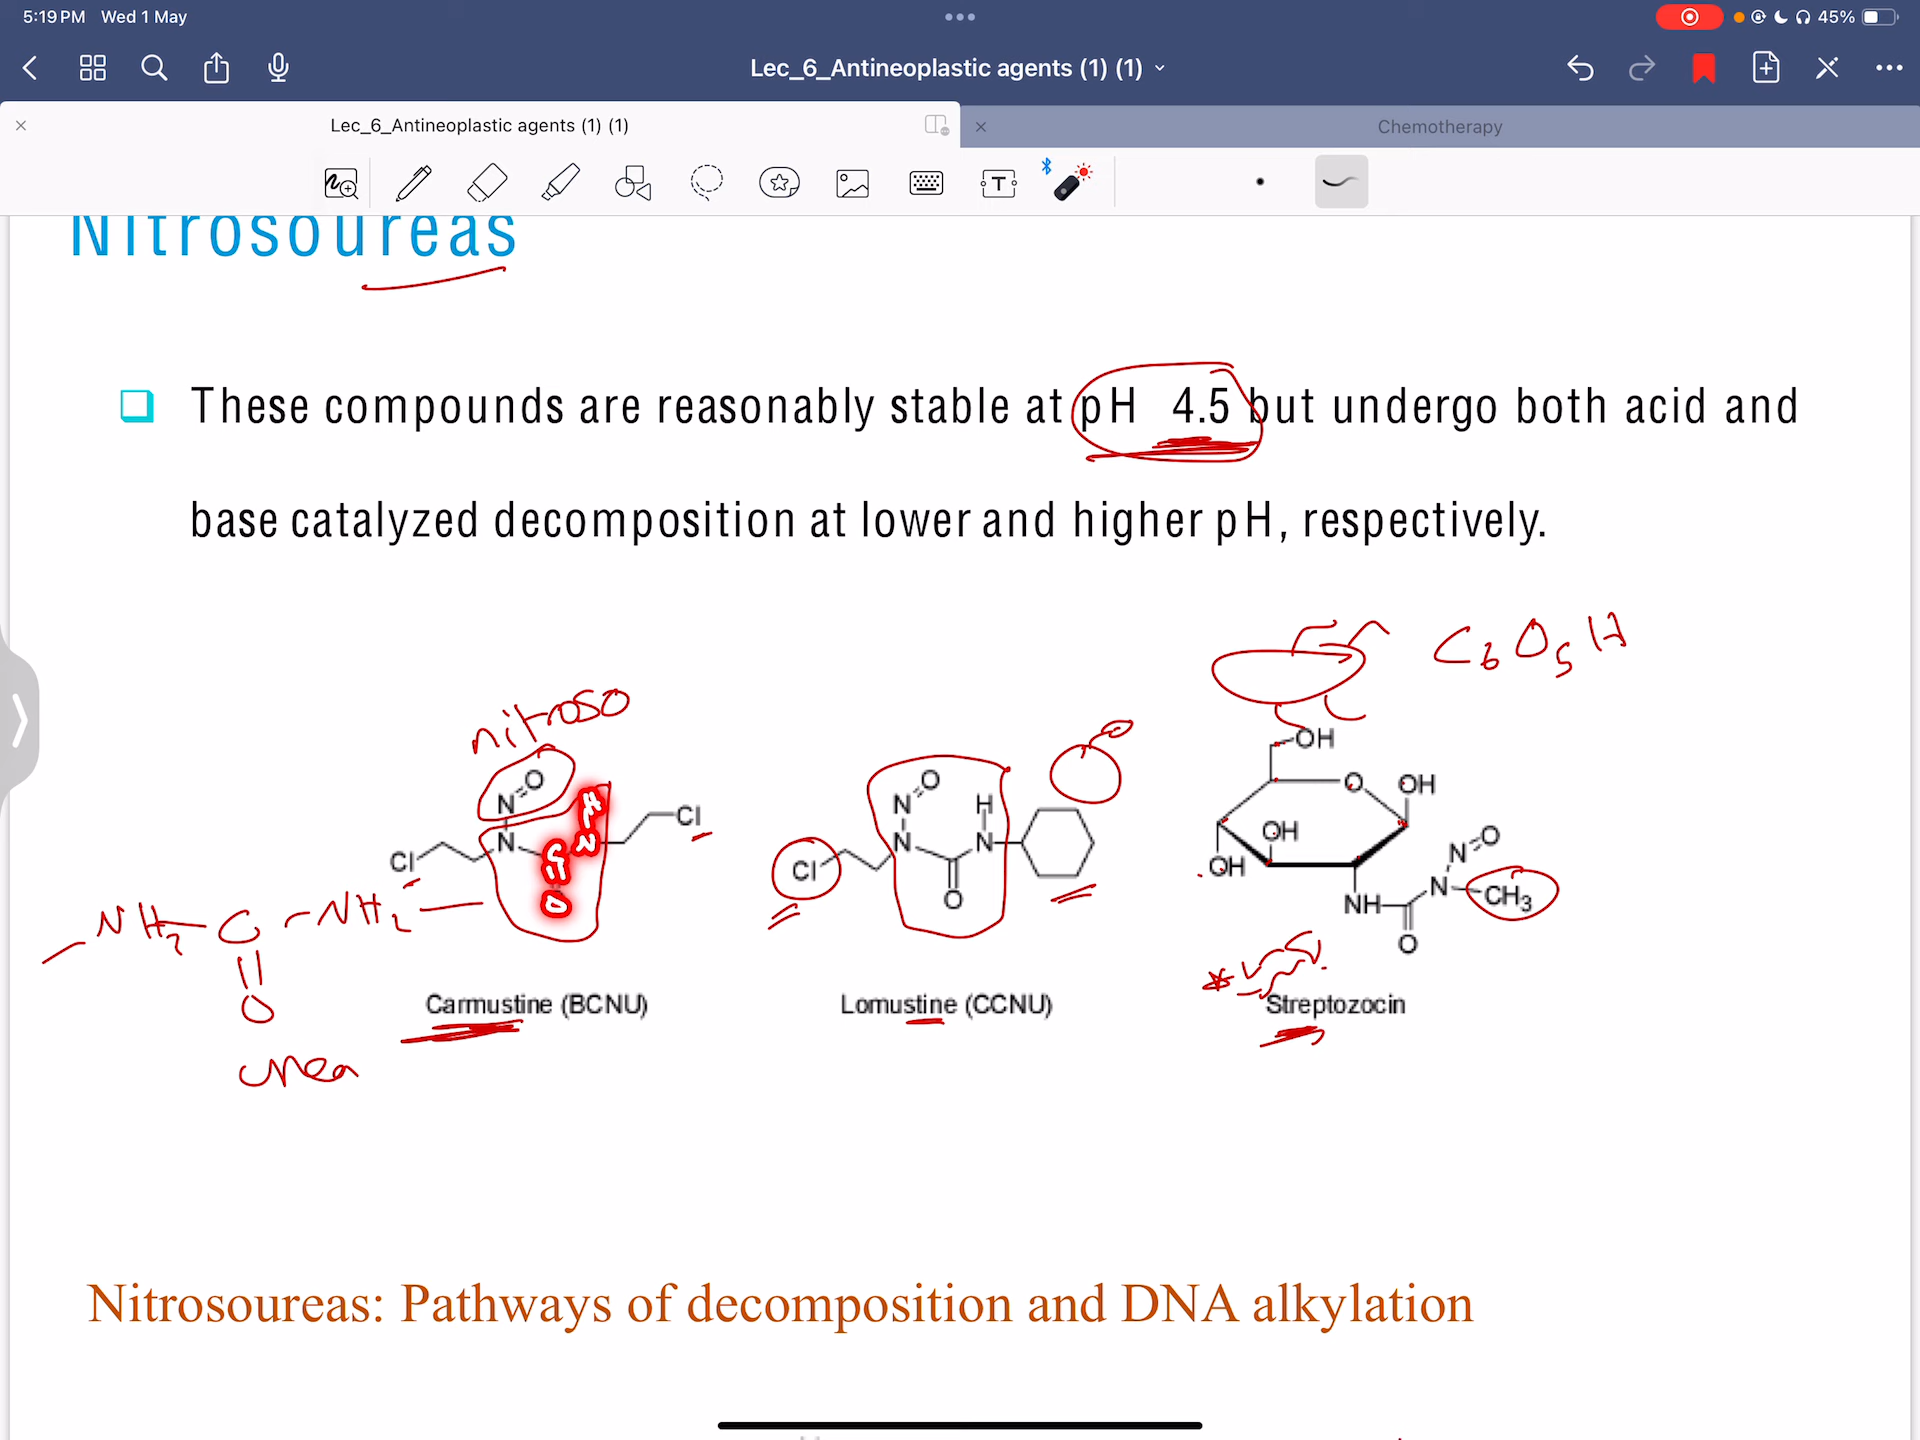 5:19 PM Wed 1 May
45%
Lec_6_Antineoplastic agents (1) (1)
Lec_6_Antineoplastic agents (1) (1)
Chemotherapy
T
Nitrosoureas
These compounds are reasonably stable at pH 4.5 but undergo both acid and
base catalyzed decomposition at lower and higher pH, respectively.
C6O5H
nitroso
OH
N=O
H
N
Cl
Cl
N
C
O
N=O
H
N
N
Cl
O
O
OH
OH
OH
N=O
N
CH3
NH
O
NH2 C NH2
O
urea
Carmustine (BCNU)
Lomustine (CCNU)
Streptozocin
Nitrosoureas: Pathways of decomposition and DNA alkylation